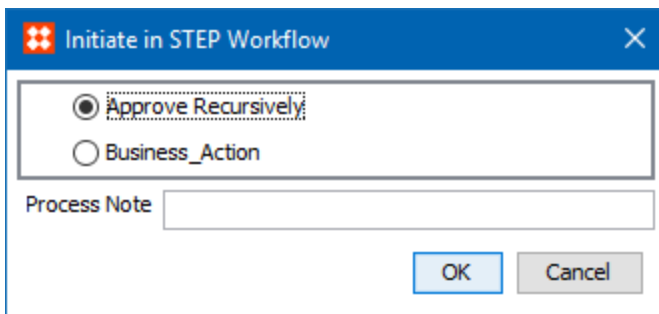 Initiate in STEP Workflow
Approve Recursively
Business_Action
Process Note
OK Cancel